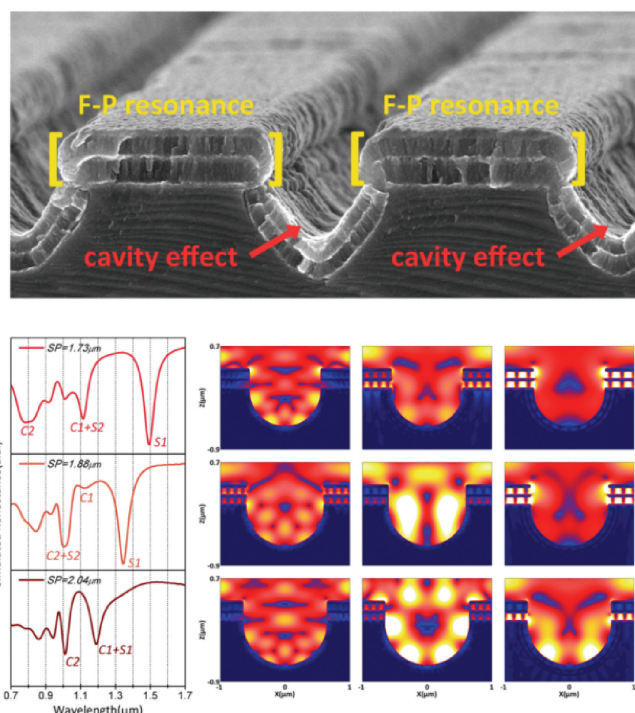 F-P resonance F-P resonance
[ ] [ ]
cavity effect cavity effect
SP=1.73μm
C2
C1+S2
S1
SP=1.88μm
C1
C2+S2
S1
SP=2.04μm
C2
C1+S1
0.7 0.9 1.1 1.3 1.5 1.7
Wavelength(μm)
0.7
Z(μm)
-0.9
0.7
Z(μm)
-0.9
0.7
Z(μm)
-0.9
-1 0 1 -1 0 1 -1 0 1
X(μm) X(μm) X(μm)